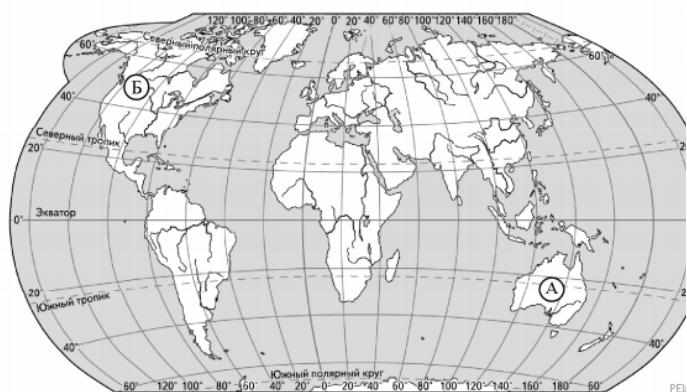 120° 100° 80° 60° 40° 20° 0° 20° 40° 60° 80° 100° 120° 140° 160° 180°
Северный полярный круг
60° 60°
Б
40° 40°
Северный тропик
20°
Экватор
0°
А
20°
Южный тропик
40° 40°
Южный полярный круг
60° 120° 100° 80° 60° 40° 20° 0° 20° 40° 60° 80° 100° 120° 140° 180° 60°